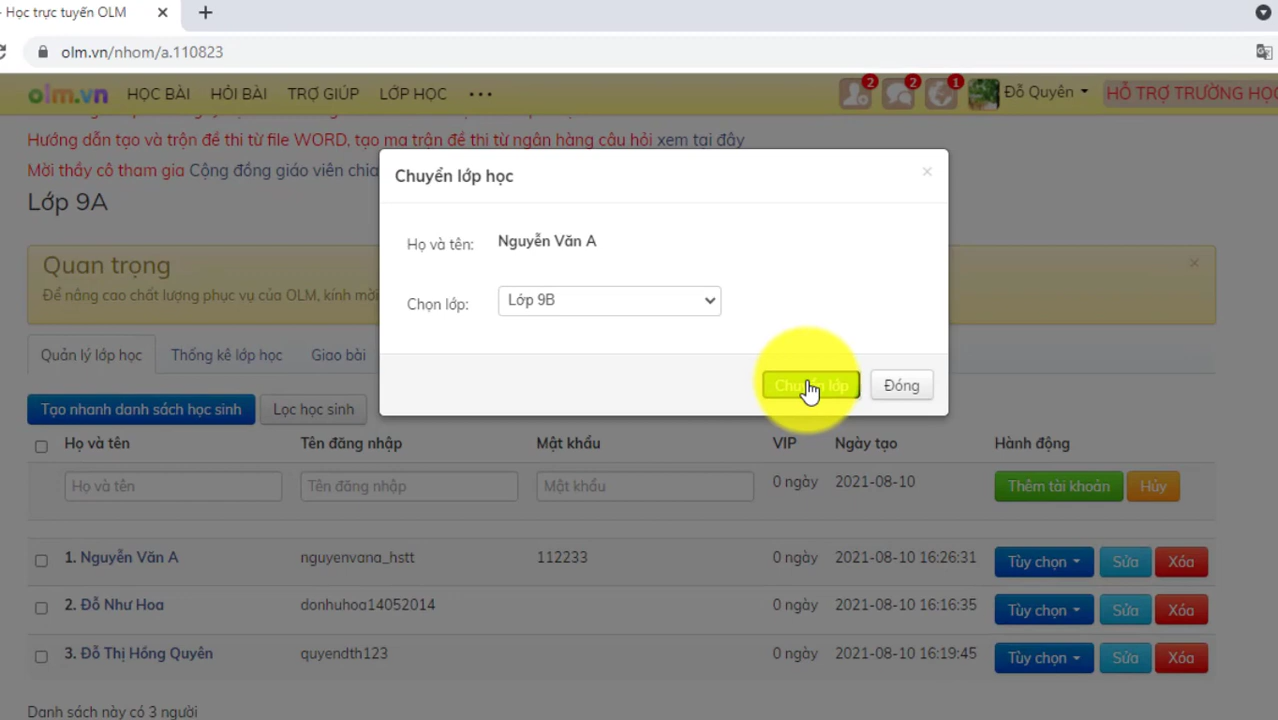 - Học trực tuyến OLM
olm.vn/nhom/a.110823
olm.vn HỌC BÀI HỎI BÀI TRỢ GIÚP LỚP HỌC ••• 2 2 1 Đỗ Quyên HỖ TRỢ TRƯỜNG HỌC
Hướng dẫn tạo và trộn đề thi từ file WORD, tạo ma trận đề thi từ ngân hàng câu hỏi xem tại đây
Mời thầy cô tham gia Cộng đồng giáo viên chia
Lớp 9A
Chuyển lớp học ×
Họ và tên: Nguyễn Văn A
Chọn lớp: Lớp 9B
Chuyển lớp Đóng
Quan trọng ×
Để nâng cao chất lượng phục vụ của OLM, kính mời
Quản lý lớp học Thống kê lớp học Giao bài
Tạo nhanh danh sách học sinh Lọc học sinh
Họ và tên Tên đăng nhập Mật khẩu VIP Ngày tạo Hành động
Họ và tên Tên đăng nhập Mật khẩu 0 ngày 2021-08-10 Thêm tài khoản Hủy
1. Nguyễn Văn A nguyenvana_hstt 112233 0 ngày 2021-08-10 16:26:31 Tùy chọn Sửa Xóa
2. Đỗ Như Hoa donhuhoa14052014 0 ngày 2021-08-10 16:16:35 Tùy chọn Sửa Xóa
3. Đỗ Thị Hồng Quyên quyendth123 0 ngày 2021-08-10 16:19:45 Tùy chọn Sửa Xóa
Danh sách này có 3 người